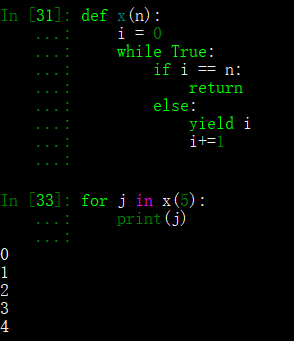 In [31]: def x(n):
    ...:     i = 0
    ...:     while True:
    ...:         if i == n:
    ...:             return
    ...:         else:
    ...:             yield i
    ...:             i+=1
    ...:
In [33]: for j in x(5):
    ...:     print(j)
    ...:
0
1
2
3
4